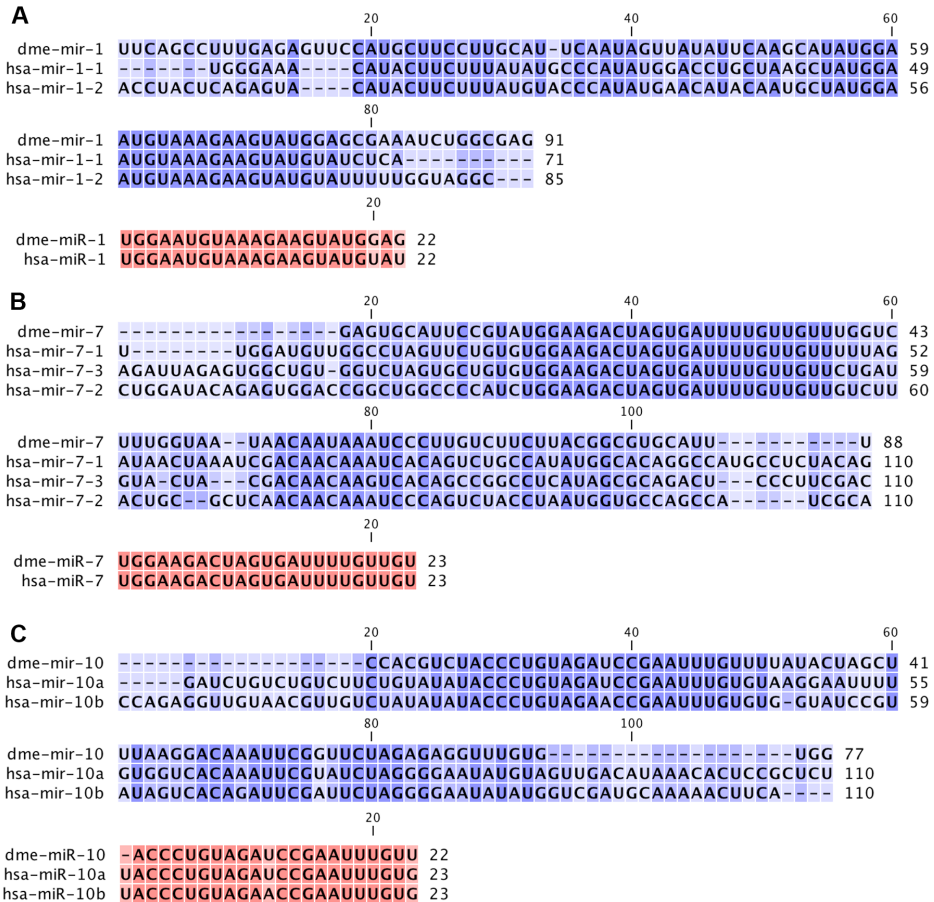 A
20 40 60
dme-mir-1 UUCAGCCUUUGAGAGUUCCAUGCUUCCUUGCAU-UCAAUAGUUAUAUUCAAGCAUAUGGA 59
hsa-mir-1-1 -------UGGGAAA----CAUACUUCUUUAUAUGCCCAUAUGGACCUGCUAAGCUAUGGA 49
hsa-mir-1-2 ACCUACUCAGAGUA----CAUACUUCUUUAUGUACCCAUAUGAACAUACAAUGCUAUGGA 56
80
dme-mir-1 AUGUAAAGAAGUAUGGAGCGAAAUCUGGCGAG 91
hsa-mir-1-1 AUGUAAAGAAGUAUGUAUCUCA---------- 71
hsa-mir-1-2 AUGUAAAGAAGUAUGUAUUUUUGGUAGGC--- 85
20
dme-miR-1 UGGAAUGUAAAGAAGUAUGGAG 22
hsa-miR-1 UGGAAUGUAAAGAAGUAUGUAU 22
B
20 40 60
dme-mir-7 -----------------GAGUGCAUUCCGUAUGGAAGACUAGUGAUUUUGUUGUUUGGUC 43
hsa-mir-7-1 U--------UGGAUGUUGGCCUAGUUCUGUGUGGAAGACUAGUGAUUUUGUUGUUUUUAG 52
hsa-mir-7-3 AGAUUAGAGUGGCUGU-GGUCUAGUGCUGUGUGGAAGACUAGUGAUUUUGUUGUUCUGAU 59
hsa-mir-7-2 CUGGAUACAGAGUGGACCGGCUGGCCCCAUCUGGAAGACUAGUGAUUUUGUUGUUGUCUU 60
80 100
dme-mir-7 UUUGGUAA--UAACAAUAAAUCCCUUGUCUUCUUACGGCGUGCAUU-----------U 88
hsa-mir-7-1 AUAACUAAAUCGACAACAAAUCACAGUCUGCCAUAUGGCACAGGCCAUGCCUCUACAG 110
hsa-mir-7-3 GUA-CUA---CGACAACAAGUCACAGCCGGCCUCAUAGCGCAGACU---CCCUUCGAC 110
hsa-mir-7-2 ACUGC--GCUCAACAACAAAUCCCAGUCUACCUAAUGGUGCCAGCCA------UCGCA 110
20
dme-miR-7 UGGAAGACUAGUGAUUUUGUUGU 23
hsa-miR-7 UGGAAGACUAGUGAUUUUGUUGU 23
C
20 40 60
dme-mir-10 -------------------CCACGUCUACCCUGUAGAUCCGAAUUUGUUUUAUACUAGCU 41
hsa-mir-10a -----GAUCUGUCUGUCUUCUGUAUAUACCCUGUAGAUCCGAAUUUGUGUAAGGAAUUUU 55
hsa-mir-10b CCAGAGGUUGUAACGUUGUCUAUAUAUACCCUGUAGAACCGAAUUUGUGUG-GUAUCCGU 59
80 100
dme-mir-10 UUAAGGACAAAUUCGGUUCUAGAGAGGUUUGUG-------------------UGG 77
hsa-mir-10a GUGGUCACAAAUUCGUAUCUAGGGGAAUAUGUAGUUGACAUAAACACUCCGCUCU 110
hsa-mir-10b AUAGUCACAGAUUCGAUUCUAGGGGAAUAUAUGGUCGAUGCAAAAACUUCA---- 110
20
dme-miR-10 -ACCCUGUAGAUCCGAAUUUGUU 22
hsa-miR-10a UACCCUGUAGAUCCGAAUUUGUG 23
hsa-miR-10b UACCCUGUAGAACCGAAUUUGUG 23